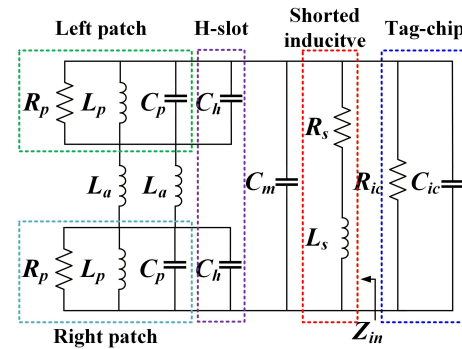 Left patch
H-slot
Shorted
inducitve
Tag-chip
Rp
Lp
Cp
Ch
Rs
La
La
Cm
Ric
Cic
Rp
Lp
Cp
Ch
Ls
Zin
Right patch